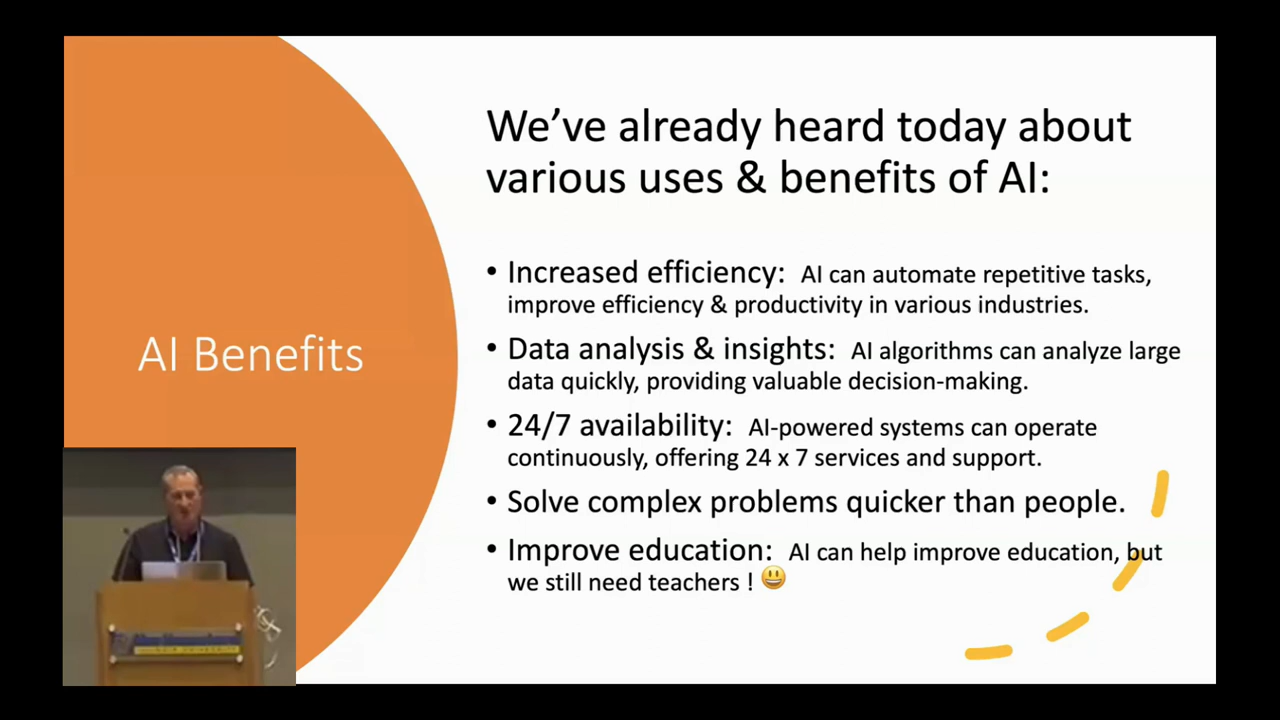 We've already heard today about
various uses & benefits of AI:
• Increased efficiency: AI can automate repetitive tasks,
improve efficiency & productivity in various industries.
• Data analysis & insights: AI algorithms can analyze large
data quickly, providing valuable decision-making.
• 24/7 availability: AI-powered systems can operate
continuously, offering 24 x 7 services and support.
• Solve complex problems quicker than people.
• Improve education: AI can help improve education, but
we still need teachers ! 😃
AI Benefits